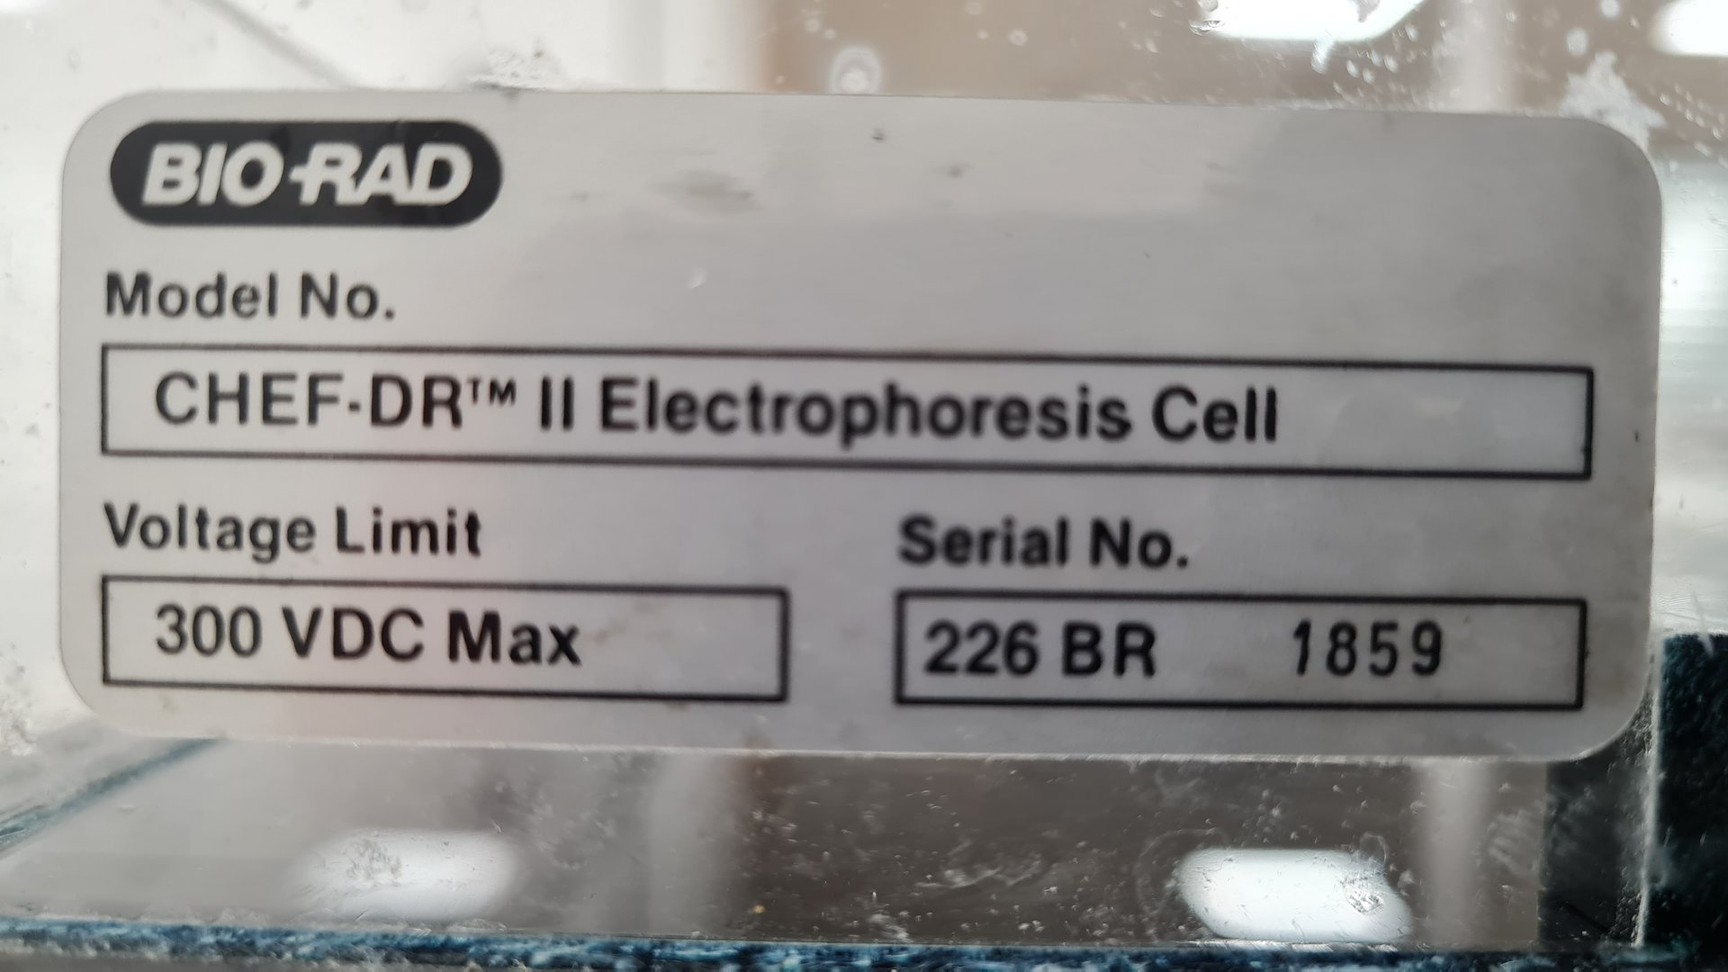 BIO-RAD
Model No.
CHEF-DR™ II Electrophoresis Cell
Voltage Limit
300 VDC Max
Serial No.
226 BR 1859